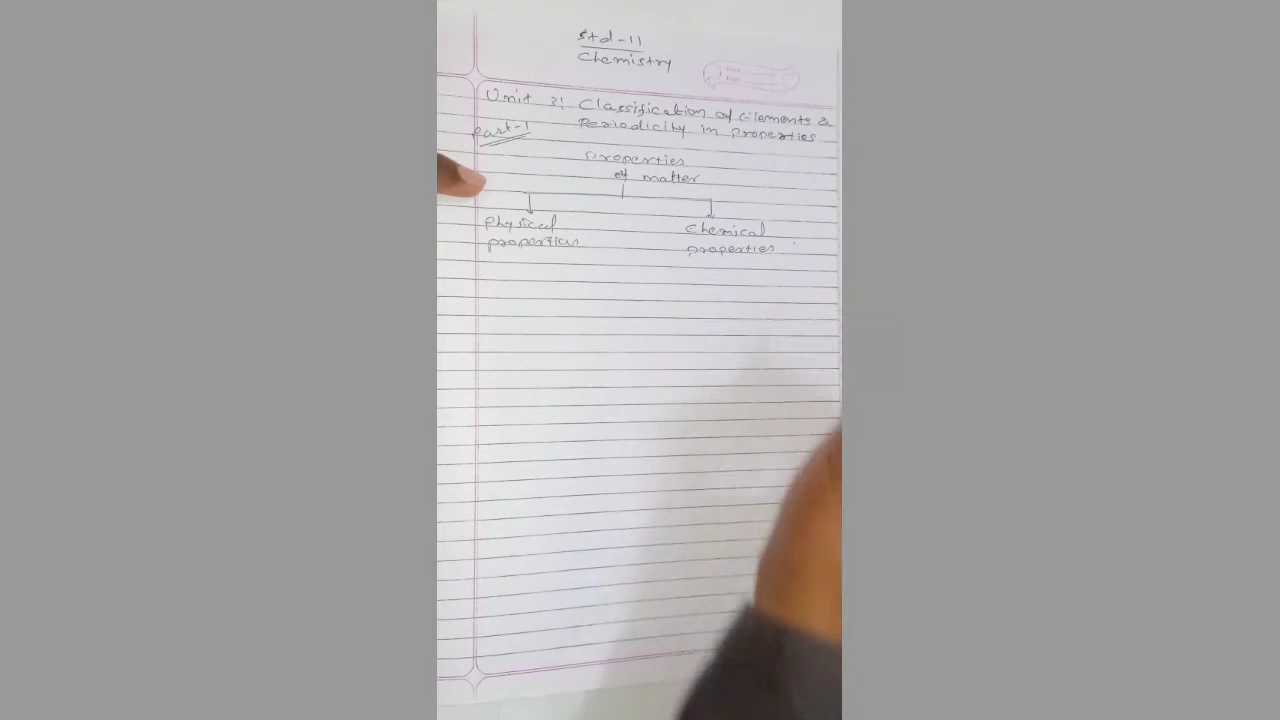 Std-11
Chemistry
Unit 3: Classification of Elements &
Periodicity in properties
Part-1
Properties
of matter
physical
properties
chemical
properties